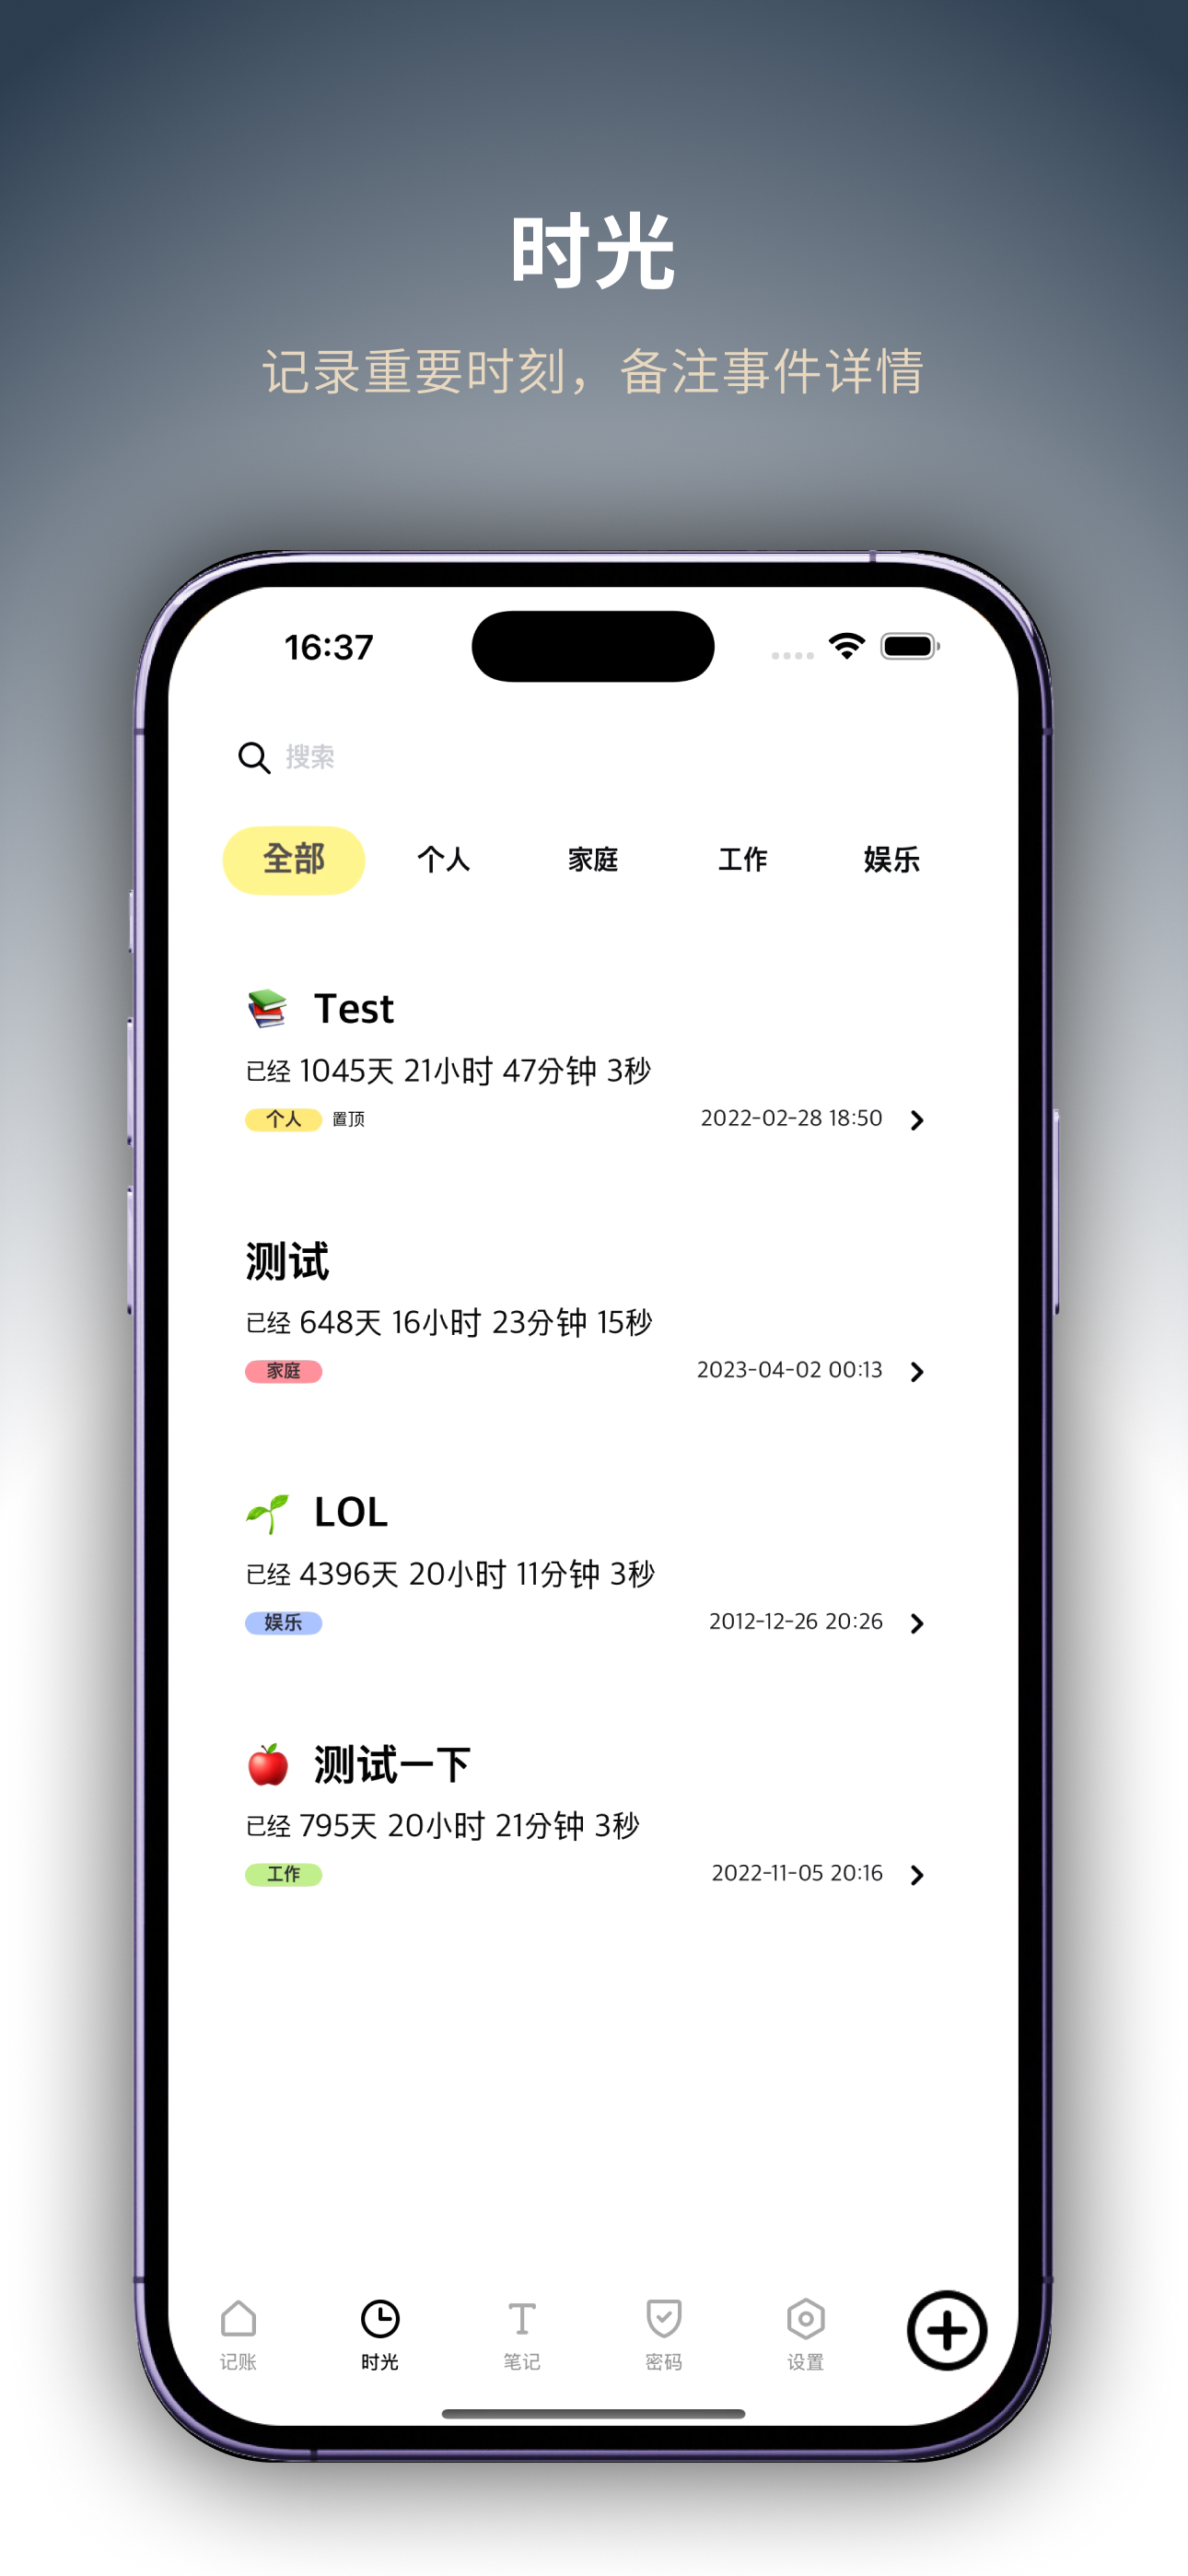 时光
记录重要时刻，备注事件详情
16:37
搜索
全部 个人 家庭 工作 娱乐
Test
已经 1045天 21小时 47分钟 3秒
个人 置顶 2022-02-28 18:50
测试
已经 648天 16小时 23分钟 15秒
家庭 2023-04-02 00:13
LOL
已经 4396天 20小时 11分钟 3秒
娱乐 2012-12-26 20:26
测试一下
已经 795天 20小时 21分钟 3秒
工作 2022-11-05 20:16
记账 时光 笔记 密码 设置